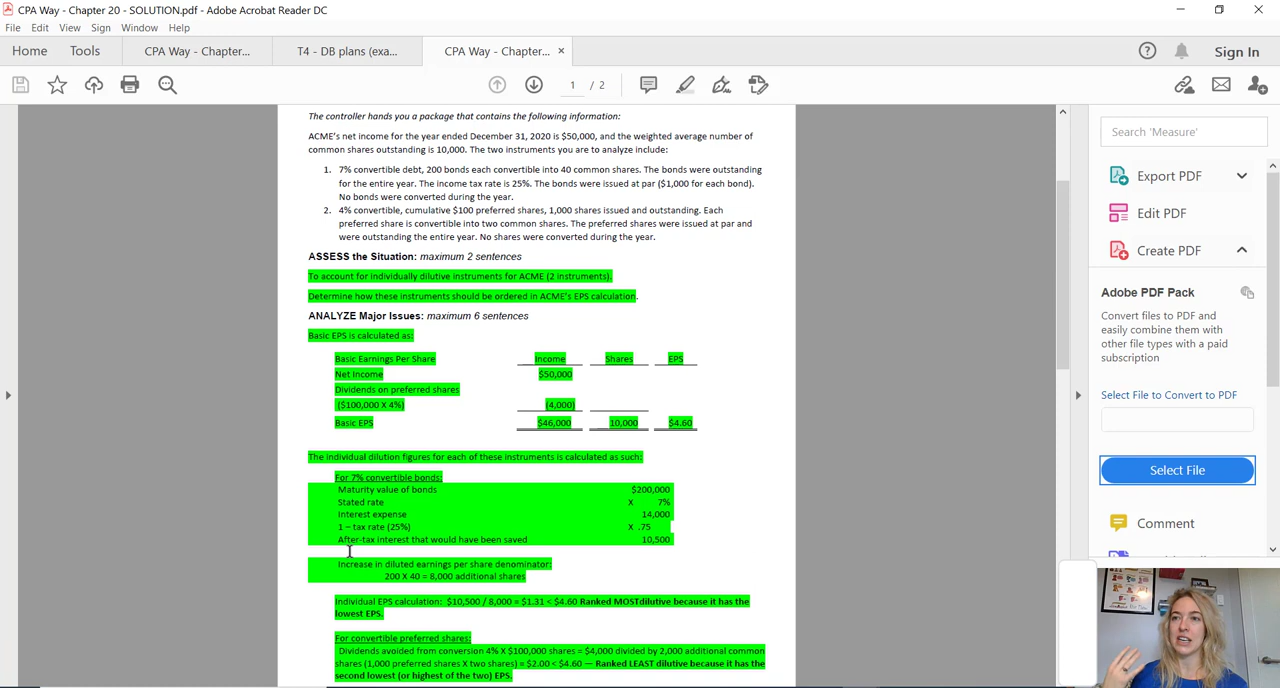 CPA Way - Chapter 20 - SOLUTION.pdf - Adobe Acrobat Reader DC
File Edit View Sign Window Help
Home Tools CPA Way - Chapter... T4 - DB plans (exa... CPA Way - Chapter... × Sign In
1 / 2
The controller hands you a package that contains the following information:
ACME's net income for the year ended December 31, 2020 is $50,000, and the weighted average number of
common shares outstanding is 10,000. The two instruments you are to analyze include:
1. 7% convertible debt, 200 bonds each convertible into 40 common shares. The bonds were outstanding
for the entire year. The income tax rate is 25%. The bonds were issued at par ($1,000 for each bond).
No bonds were converted during the year.
2. 4% convertible, cumulative $100 preferred shares, 1,000 shares issued and outstanding. Each
preferred share is convertible into two common shares. The preferred shares were issued at par and
were outstanding the entire year. No shares were converted during the year.
ASSESS the Situation: maximum 2 sentences
To account for individually dilutive instruments for ACME (2 instruments).
Determine how these instruments should be ordered in ACME's EPS calculation.
ANALYZE Major Issues: maximum 6 sentences
Basic EPS is calculated as:
Basic Earnings Per Share Income Shares EPS
Net Income $50,000
Dividends on preferred shares
($100,000 X 4%) (4,000)
Basic EPS $46,000 10,000 $4.60
The individual dilution figures for each of these instruments is calculated as such:
For 7% convertible bonds:
Maturity value of bonds $200,000
Stated rate X 7%
Interest expense 14,000
1 – tax rate (25%) X .75
After-tax interest that would have been saved 10,500
Increase in diluted earnings per share denominator:
200 X 40 = 8,000 additional shares
Individual EPS calculation: $10,500 / 8,000 = $1.31 < $4.60 Ranked MOSTdilutive because it has the
lowest EPS.
For convertible preferred shares:
Dividends avoided from conversion 4% X $100,000 shares = $4,000 divided by 2,000 additional common
shares (1,000 preferred shares X two shares) = $2.00 < $4.60 — Ranked LEAST dilutive because it has the
second lowest (or highest of the two) EPS.
Search 'Measure'
Export PDF
Edit PDF
Create PDF
Adobe PDF Pack
Convert files to PDF and
easily combine them with
other file types with a paid
subscription
Select File to Convert to PDF
Select File
Comment